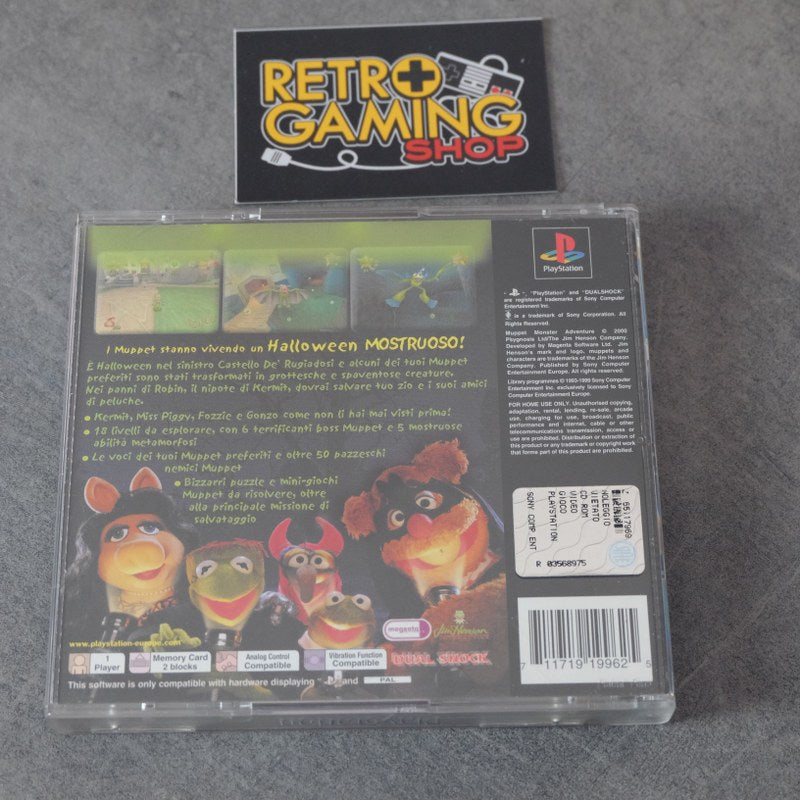 RETRO
GAMING
SHOP
PlayStation
I Muppet stanno vivendo un Halloween MOSTRUOSO!
È Halloween nel sinistro Castello De' Rugiadosi e alcuni dei tuoi Muppet
preferiti sono stati trasformati in grottesche e spaventose creature.
Nei panni di Robin, il nipote di Kermit, dovrai salvare tuo zio e i suoi amici
di peluche.
• Kermit, Miss Piggy, Fozzie e Gonzo come non li hai mai visti prima!
• 18 livelli da esplorare, con 6 terrificanti boss Muppet e 5 mostruose
abilità metamorfosi
• Le voci dei tuoi Muppet preferiti e oltre 50 pazzeschi
nemici Muppet
• Bizzarri puzzle e mini-giochi
Muppet da risolvere, oltre
alla principale missione di
salvataggio
"PlayStation" and "DUALSHOCK"
are registered trademarks of Sony Computer
Entertainment Inc.
is a trademark of Sony Corporation. All
Rights Reserved.
Muppet Monster Adventure © 2000
Psygnosis Ltd/The Jim Henson Company.
Developed by Magenta Software Ltd. Jim
Henson's mark and logo, muppets and
characters are trademarks of the Jim Henson
Company. Published by Sony Computer
Entertainment Europe. All rights reserved.
Library programmes © 1993-1999 Sony Computer
Entertainment Inc. exclusively licensed to Sony
Computer Entertainment Europe.
FOR HOME USE ONLY. Unauthorised copying,
adaptation, rental, lending, re-sale, arcade
use, charging for use, broadcast, public
performance and internet, cable or other
telecommunications transmission, access or
use are prohibited. Distribution or extraction of
this product or any trademark or copyright work
that forms part of this product are prohibited.
65117969
NOLEGGIO
VIETATO
CD ROM
VIDEO
GIOCO
PLAYSTATION
SONY COMP.ENT
R 03568975
magenta
Jim Henson
www.playstation-europe.com
1
Player
Memory Card
2 blocks
Analog Control
Compatible
Vibration Function
Compatible
DUAL SHOCK
This software is only compatible with hardware displaying " " and PAL
7 11719 19962 5